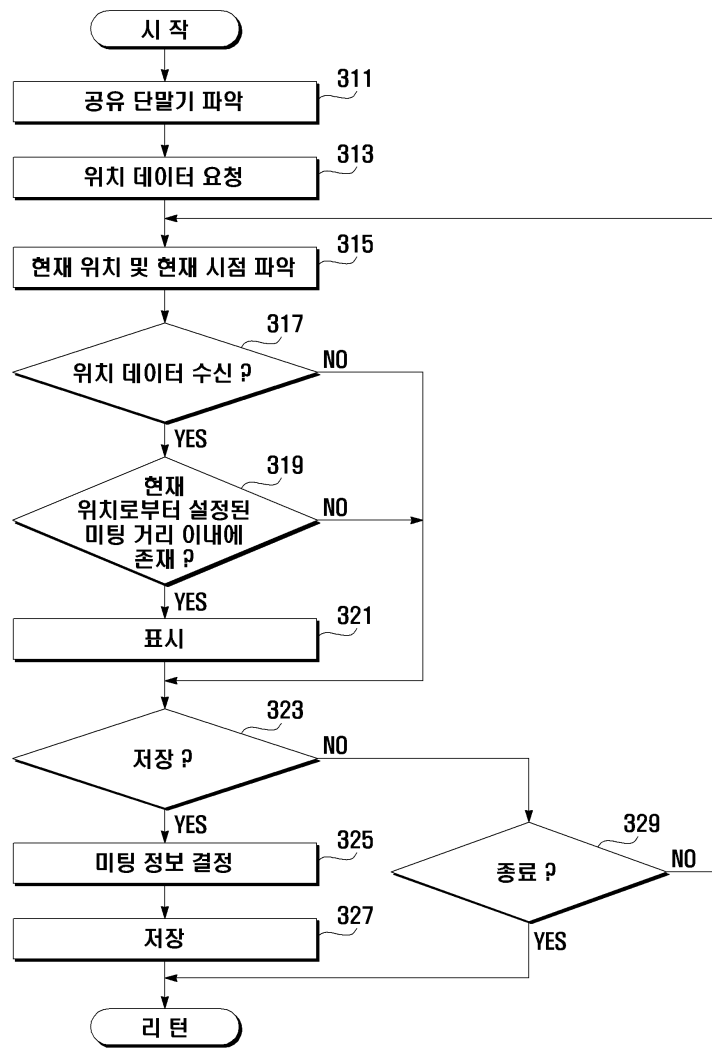 시 작
311
공유 단말기 파악
313
위치 데이터 요청
315
현재 위치 및 현재 시점 파악
317
위치 데이터 수신 ?
NO
YES
319
현재
위치로부터 설정된
미팅 거리 이내에
존재 ?
NO
YES
321
표시
323
저장 ?
NO
YES
325
미팅 정보 결정
329
종료 ?
NO
YES
327
저장
리 턴